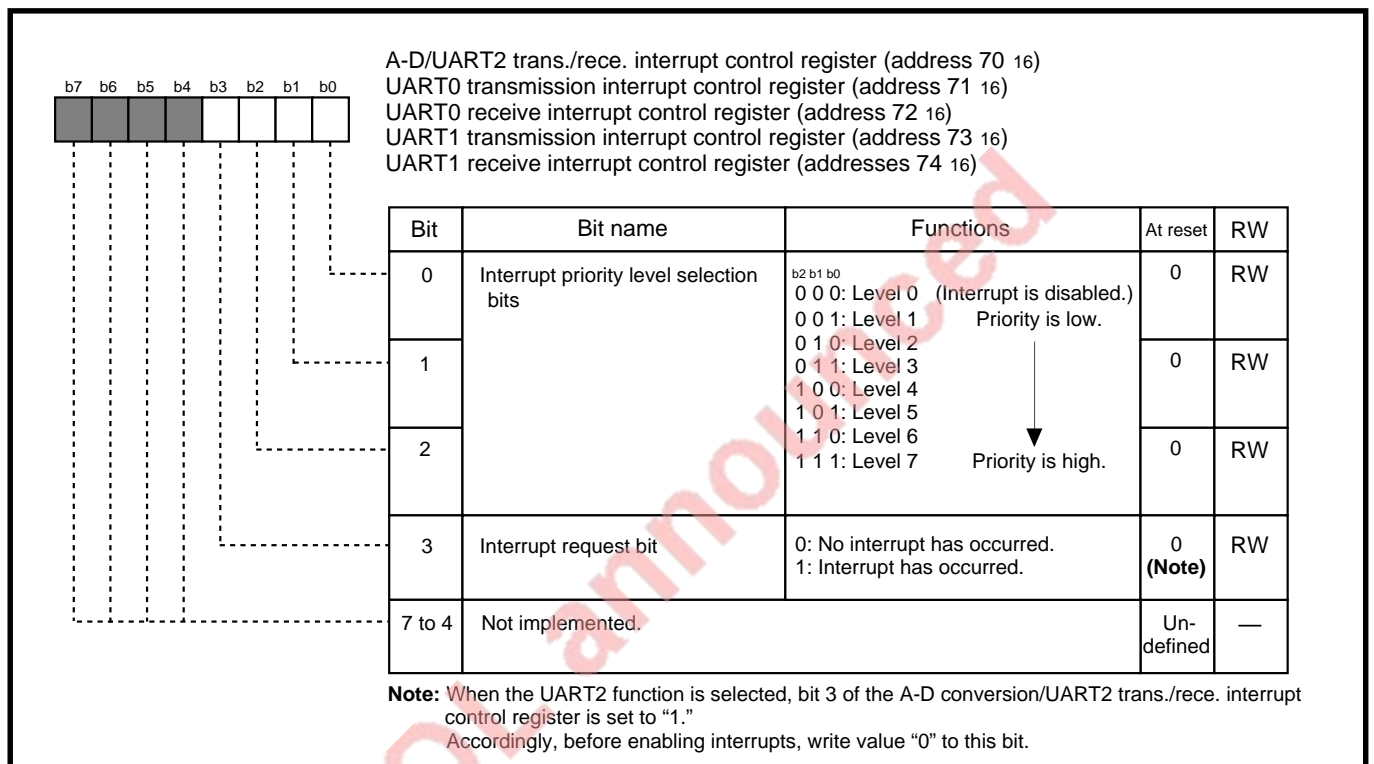 A-D/UART2 trans./rece. interrupt control register (address 70 16)
UART0 transmission interrupt control register (address 71 16)
UART0 receive interrupt control register (address 72 16)
UART1 transmission interrupt control register (address 73 16)
UART1 receive interrupt control register (addresses 74 16)
b7 b6 b5 b4 b3 b2 b1 b0
Bit Bit name Functions At reset RW
0 Interrupt priority level selection bits 0 RW
b2 b1 b0
0 0 0: Level 0 (Interrupt is disabled.)
0 0 1: Level 1 Priority is low.
0 1 0: Level 2
1 0 1 1: Level 3 0 RW
1 0 0: Level 4
1 0 1: Level 5
1 1 0: Level 6
2 0 RW
1 1 1: Level 7 Priority is high.
3 Interrupt request bit 0: No interrupt has occurred. 0 RW
1: Interrupt has occurred. (Note)
7 to 4 Not implemented. Un- —
defined
Note: When the UART2 function is selected, bit 3 of the A-D conversion/UART2 trans./rece. interrupt
control register is set to “1.”
Accordingly, before enabling interrupts, write value “0” to this bit.
OL announced